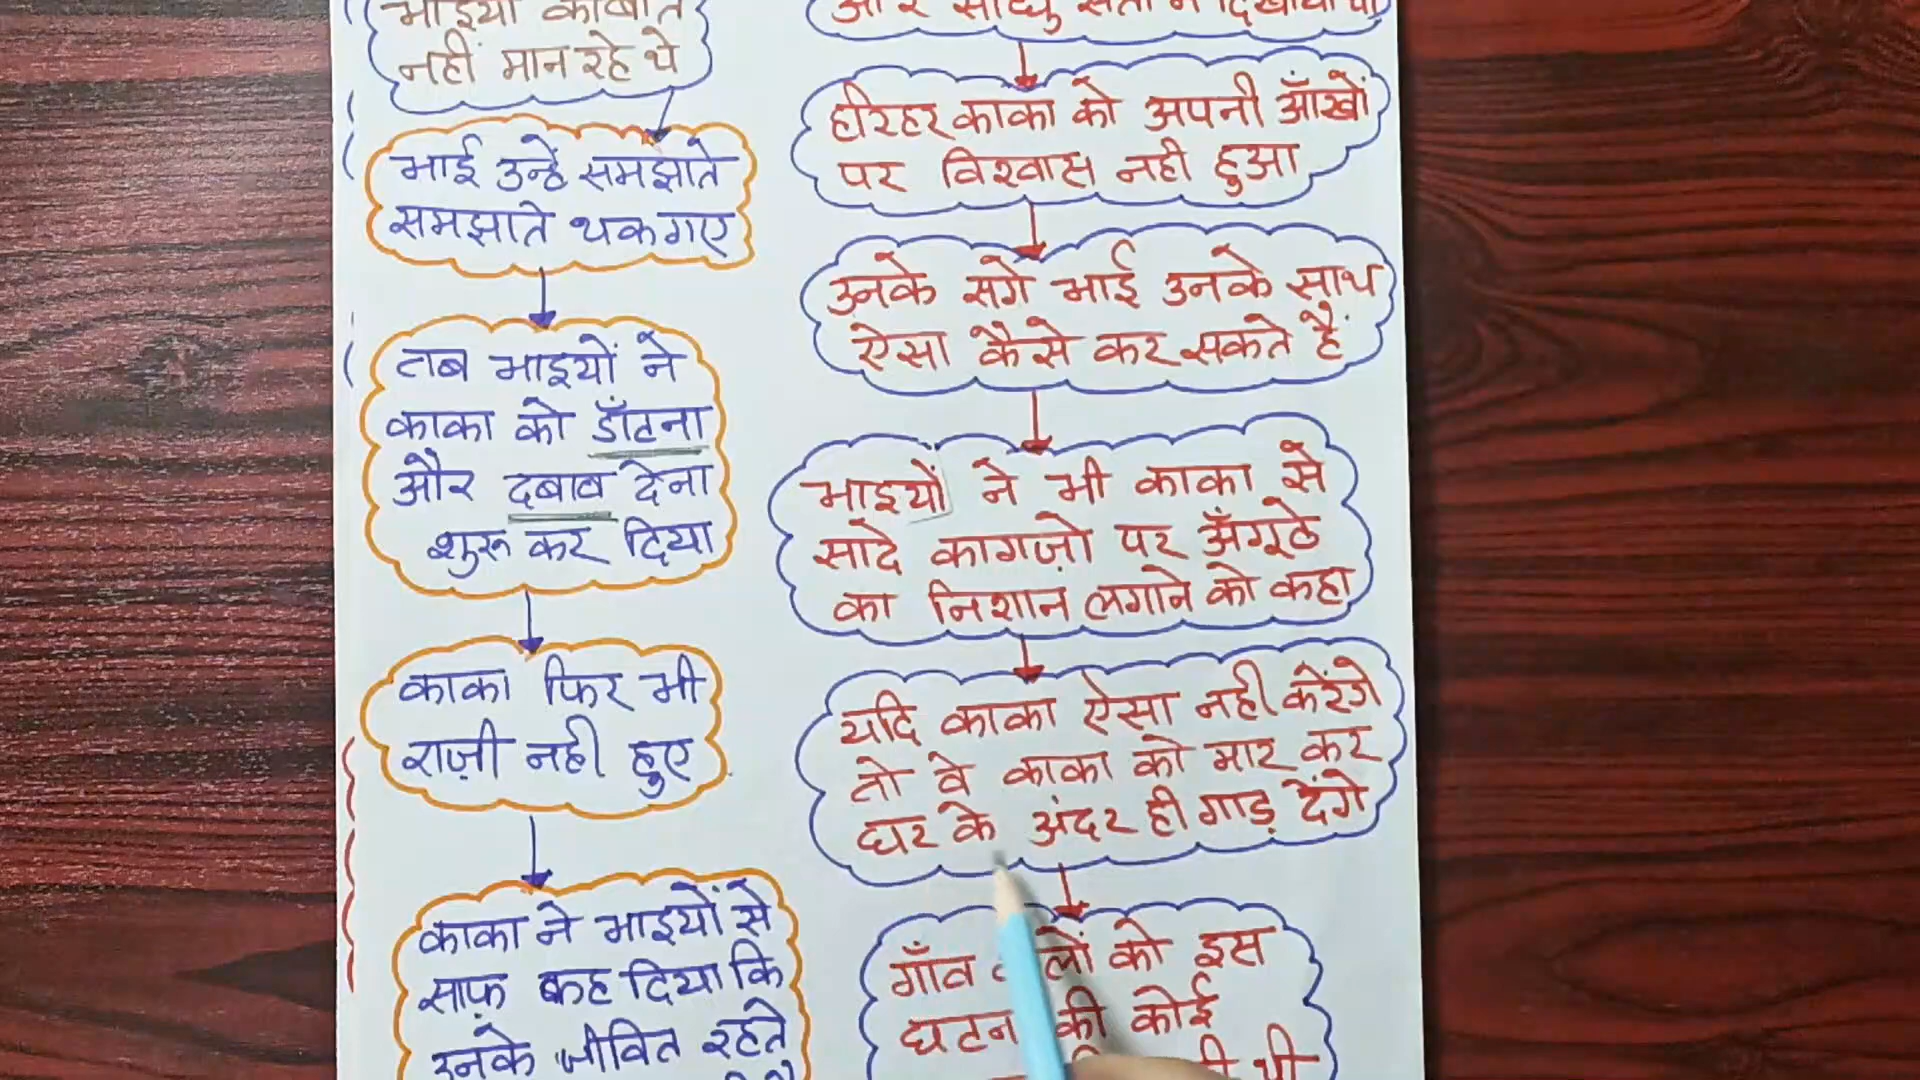 भाइयों की बात
नहीं मान रहे थे
भाई उन्हें समझाते
समझाते थक गए
तब भाइयों ने
काका को डाँटना
और दबाव देना
शुरू कर दिया
काका फिर भी
राज़ी नही हुए
काका ने भाइयों से
साफ़ कह दिया कि
उनके जीवित रहते
और साधु संतों ने दिखाया था
हरिहर काका को अपनी आँखों
पर विश्वास नही हुआ
उनके सगे भाई उनके साथ
ऐसा कैसे कर सकते हैं
भाइयों ने भी काका से
सादे कागज़ो पर अँगूठे
का निशान लगाने को कहा
यदि काका ऐसा नही करेंगे
तो वे काका को मार कर
घर के अंदर ही गाड़ देंगे
गाँव को इस
की कोई
थी